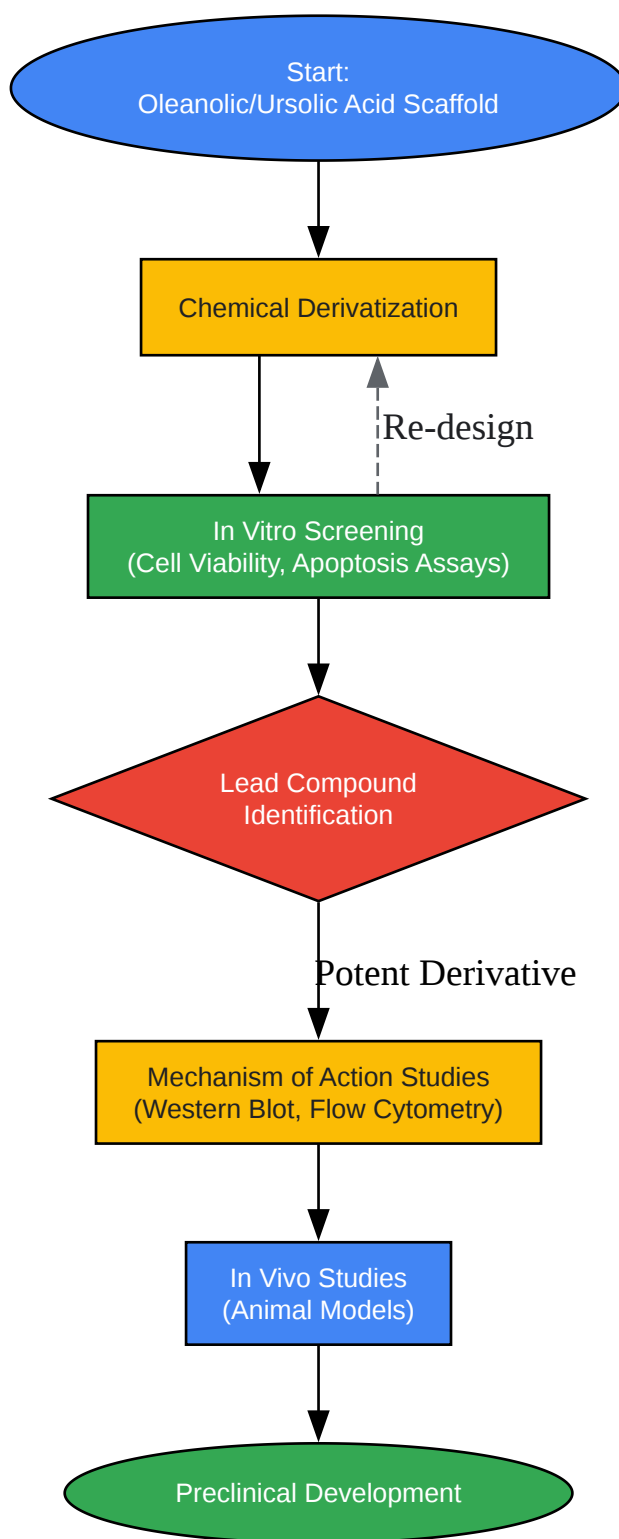 Start:
Oleanolic/Ursolic Acid Scaffold
Chemical Derivatization
Re-design
In Vitro Screening
(Cell Viability, Apoptosis Assays)
Lead Compound
Identification
Potent Derivative
Mechanism of Action Studies
(Western Blot, Flow Cytometry)
In Vivo Studies
(Animal Models)
Preclinical Development